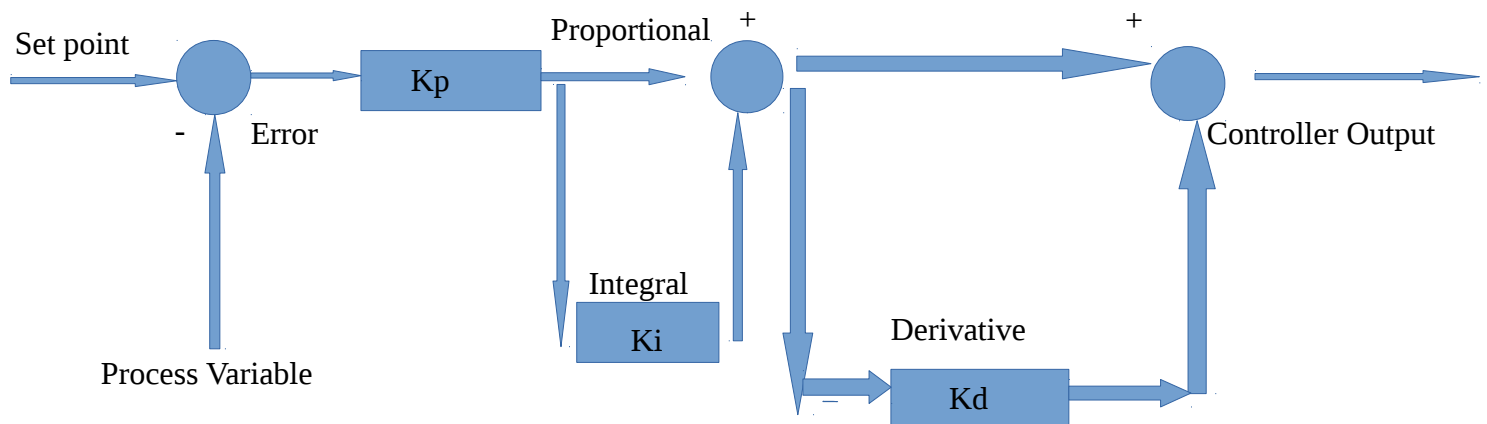 Set point
Proportional
+
+
Kp
-
Error
Controller Output
Integral
Ki
Derivative
Process Variable
_
Kd